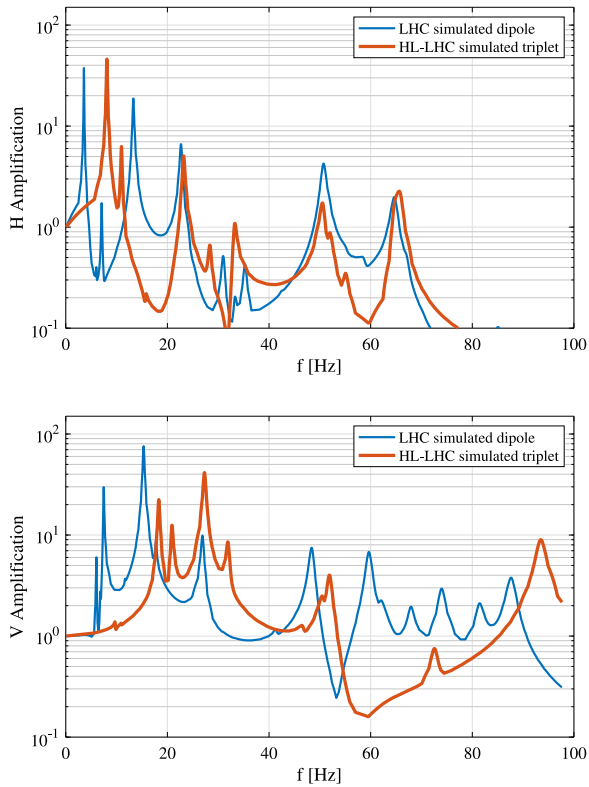 10^2
10^1
10^0
10^-1
H Amplification
LHC simulated dipole
HL-LHC simulated triplet
0 20 40 60 80 100
f [Hz]
10^2
10^1
10^0
10^-1
V Amplification
LHC simulated dipole
HL-LHC simulated triplet
0 20 40 60 80 100
f [Hz]